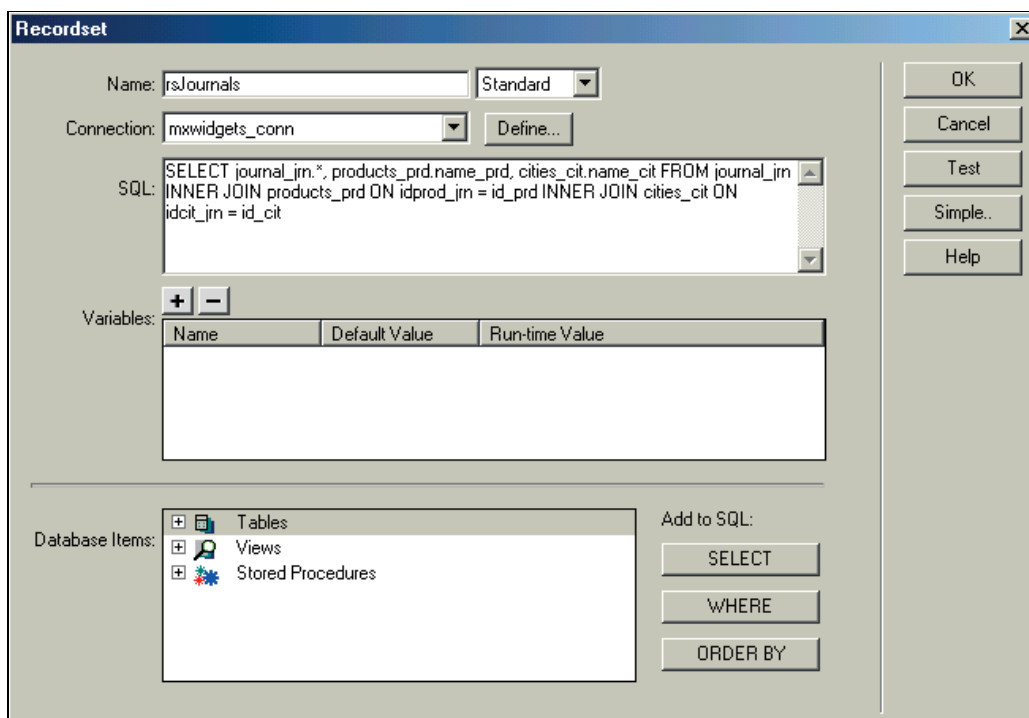 Recordset
Name: rsJournals Standard
OK
Connection: mxwidgets_conn Define...
Cancel
SQL: SELECT journal_jrn.*, products_prd.name_prd, cities_cit.name_cit FROM journal_jrn
INNER JOIN products_prd ON idprod_jrn = id_prd INNER JOIN cities_cit ON
idcit_jrn = id_cit
Test
Simple..
Help
+ −
Variables:
Name Default Value Run-time Value
Database Items:
Tables
Views
Stored Procedures
Add to SQL:
SELECT
WHERE
ORDER BY